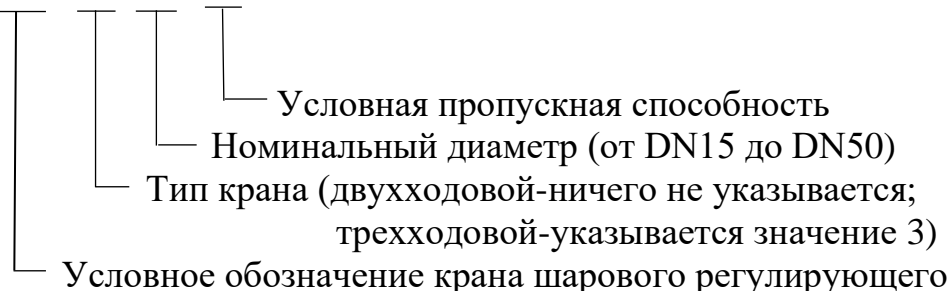 Условная пропускная способность
Номинальный диаметр (от DN15 до DN50)
Тип крана (двухходовой-ничего не указывается;
трехходовой-указывается значение 3)
Условное обозначение крана шарового регулирующего